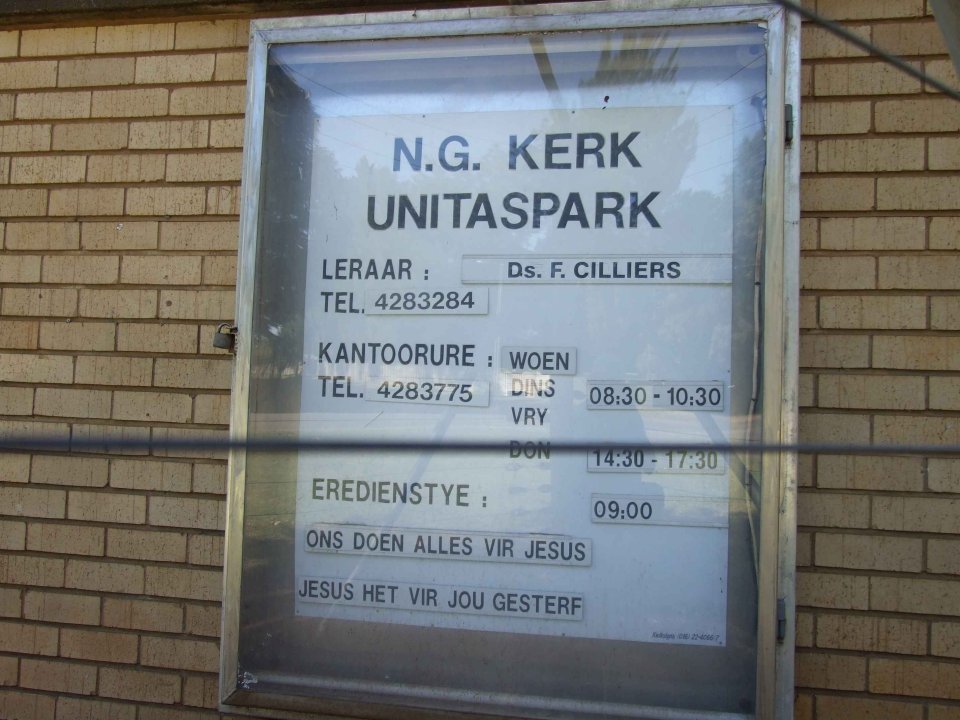 N.G. KERK
UNITASPARK
LERAAR : Ds. F. CILLIERS
TEL. 4283284
KANTOORURE : WOEN
TEL. 4283775 DINS 08:30 - 10:30
VRY
DON 14:30 - 17:30
EREDIENSTYE : 09:00
ONS DOEN ALLES VIR JESUS
JESUS HET VIR JOU GESTERF